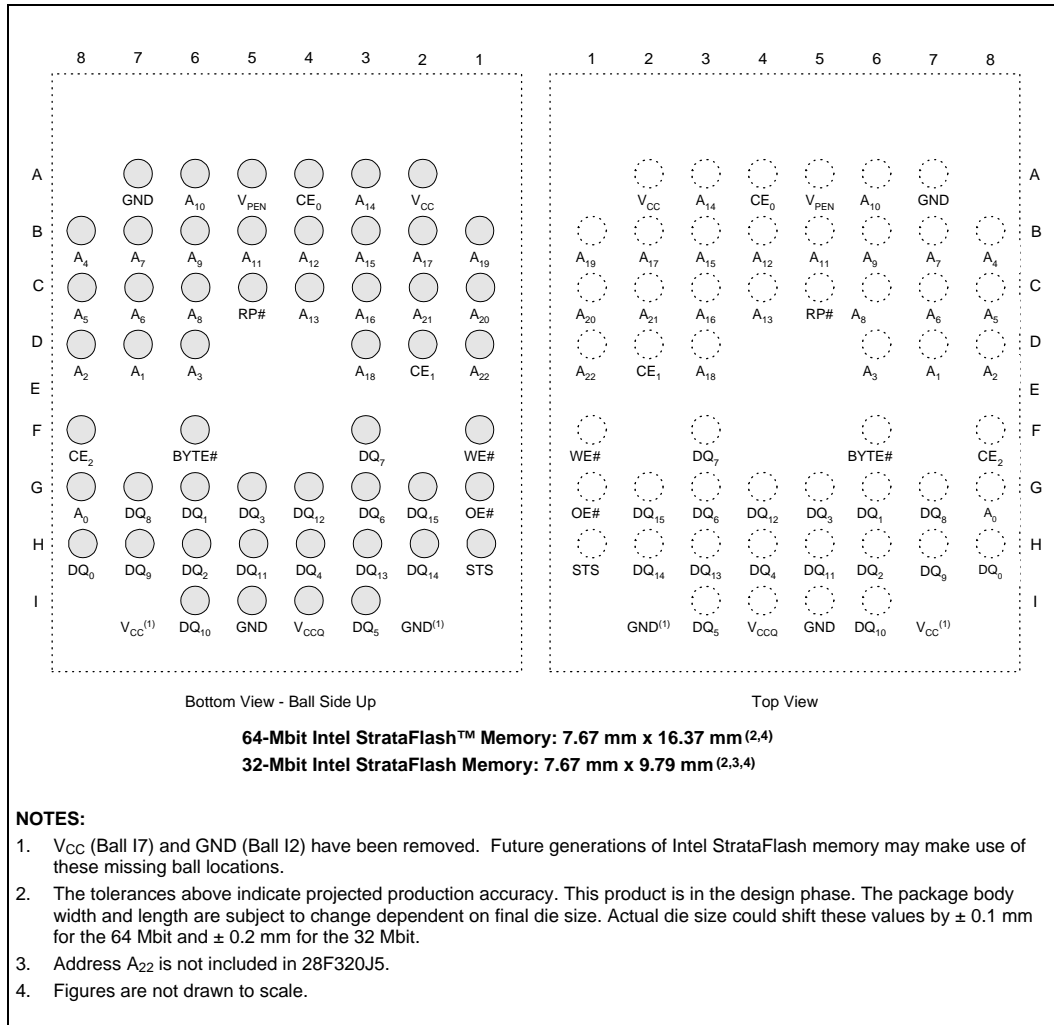 8 7 6 5 4 3 2 1 1 2 3 4 5 6 7 8
A A
GND A10 VPEN CE0 A14 VCC VCC A14 CE0 VPEN A10 GND
B B
A4 A7 A9 A11 A12 A15 A17 A19 A19 A17 A15 A12 A11 A9 A7 A4
C C
A5 A6 A8 RP# A13 A16 A21 A20 A20 A21 A16 A13 RP# A8 A6 A5
D D
A2 A1 A3 A18 CE1 A22 A22 CE1 A18 A3 A1 A2
E E
F F
CE2 BYTE# DQ7 WE# WE# DQ7 BYTE# CE2
G G
A0 DQ8 DQ1 DQ3 DQ12 DQ6 DQ15 OE# OE# DQ15 DQ6 DQ12 DQ3 DQ1 DQ8 A0
H H
DQ0 DQ9 DQ2 DQ11 DQ4 DQ13 DQ14 STS STS DQ14 DQ13 DQ4 DQ11 DQ2 DQ9 DQ0
I I
VCC(1) DQ10 GND VCCQ DQ5 GND(1) GND(1) DQ5 VCCQ GND DQ10 VCC(1)
Bottom View - Ball Side Up Top View
64-Mbit Intel StrataFlash™ Memory: 7.67 mm x 16.37 mm (2,4)
32-Mbit Intel StrataFlash Memory: 7.67 mm x 9.79 mm (2,3,4)
NOTES:
1. VCC (Ball I7) and GND (Ball I2) have been removed. Future generations of Intel StrataFlash memory may make use of
these missing ball locations.
2. The tolerances above indicate projected production accuracy. This product is in the design phase. The package body
width and length are subject to change dependent on final die size. Actual die size could shift these values by ± 0.1 mm
for the 64 Mbit and ± 0.2 mm for the 32 Mbit.
3. Address A22 is not included in 28F320J5.
4. Figures are not drawn to scale.